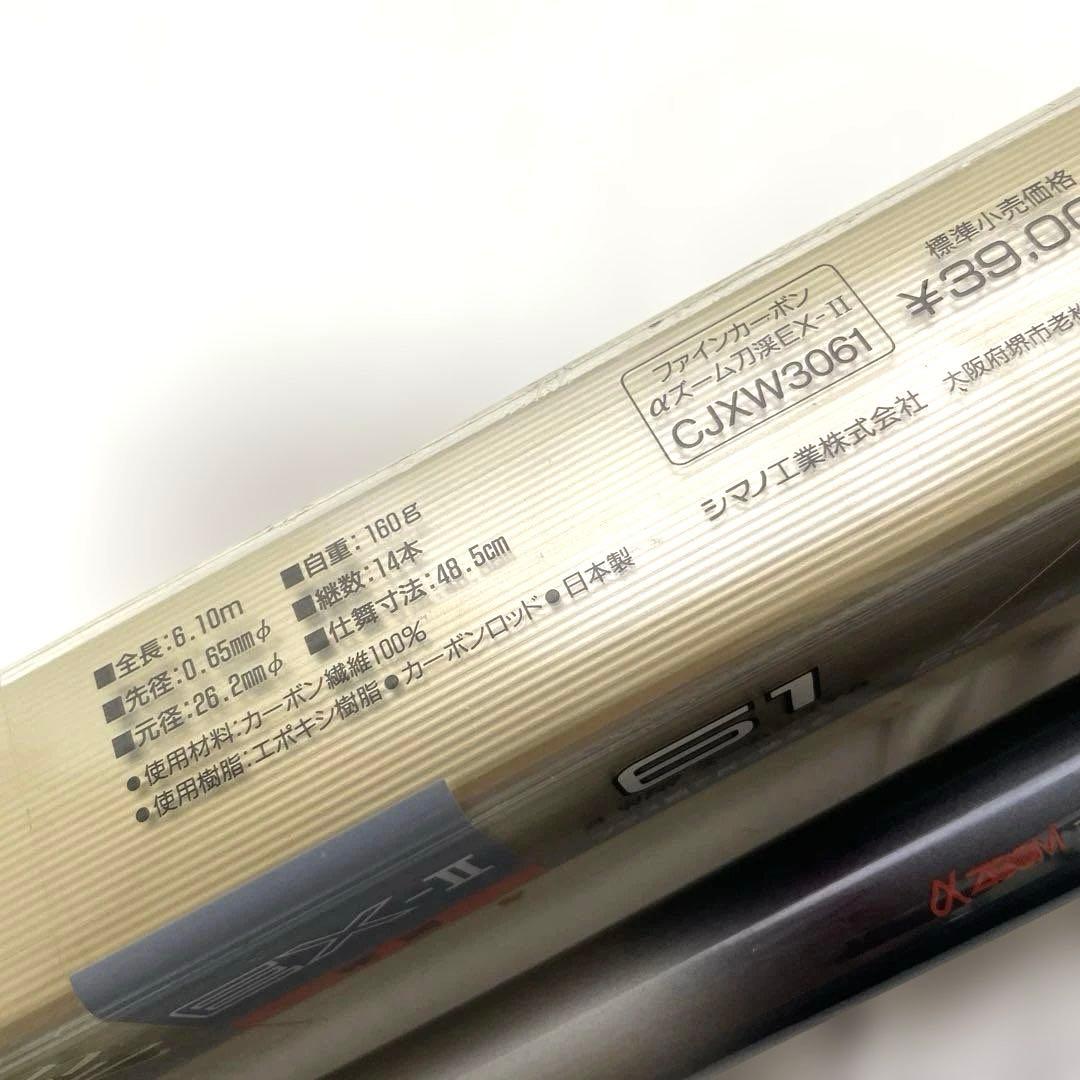 標準小売価格
¥39,00
ファインカーボン
αズーム刀渓EX-II
CJXW3061
シマノ工業株式会社 大阪府堺市老松
■全長:6.10m ■自重:160g
■先径:0.65mmφ ■継数:14本
■元径:26.2mmφ ■仕舞寸法:48.5cm
●使用材料:カーボン繊維100%
●使用樹脂:エポキシ樹脂●カーボンロッド●日本製
61
EX-II
α ZOOM